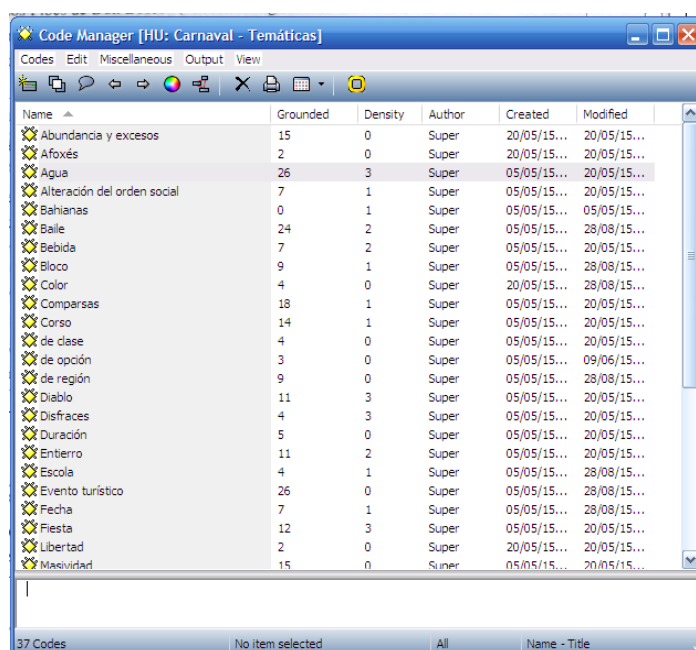 Code Manager [HU: Carnaval - Temáticas]
Codes Edit Miscellaneous Output View
Name Grounded Density Author Created Modified
Abundancia y excesos 15 0 Super 20/05/15... 20/05/15...
Afoxés 2 0 Super 20/05/15... 20/05/15...
Agua 26 3 Super 05/05/15... 20/05/15...
Alteración del orden social 7 1 Super 05/05/15... 20/05/15...
Bahianas 0 1 Super 05/05/15... 05/05/15...
Baile 24 2 Super 05/05/15... 28/08/15...
Bebida 7 2 Super 05/05/15... 20/05/15...
Bloco 9 1 Super 05/05/15... 28/08/15...
Color 4 0 Super 20/05/15... 28/08/15...
Comparsas 18 1 Super 05/05/15... 20/05/15...
Corso 14 1 Super 05/05/15... 20/05/15...
de clase 4 0 Super 05/05/15... 20/05/15...
de opción 3 0 Super 05/05/15... 09/06/15...
de región 9 0 Super 05/05/15... 28/08/15...
Diablo 11 3 Super 05/05/15... 20/05/15...
Disfraces 4 3 Super 05/05/15... 20/05/15...
Duración 5 0 Super 05/05/15... 20/05/15...
Entierro 11 2 Super 05/05/15... 20/05/15...
Escola 4 1 Super 05/05/15... 28/08/15...
Evento turístico 26 0 Super 05/05/15... 28/08/15...
Fecha 7 1 Super 05/05/15... 28/08/15...
Fiesta 12 3 Super 05/05/15... 20/05/15...
Libertad 2 0 Super 20/05/15... 20/05/15...
Masividad 15 0 Super 05/05/15... 20/05/15...
37 Codes No item selected All Name - Title